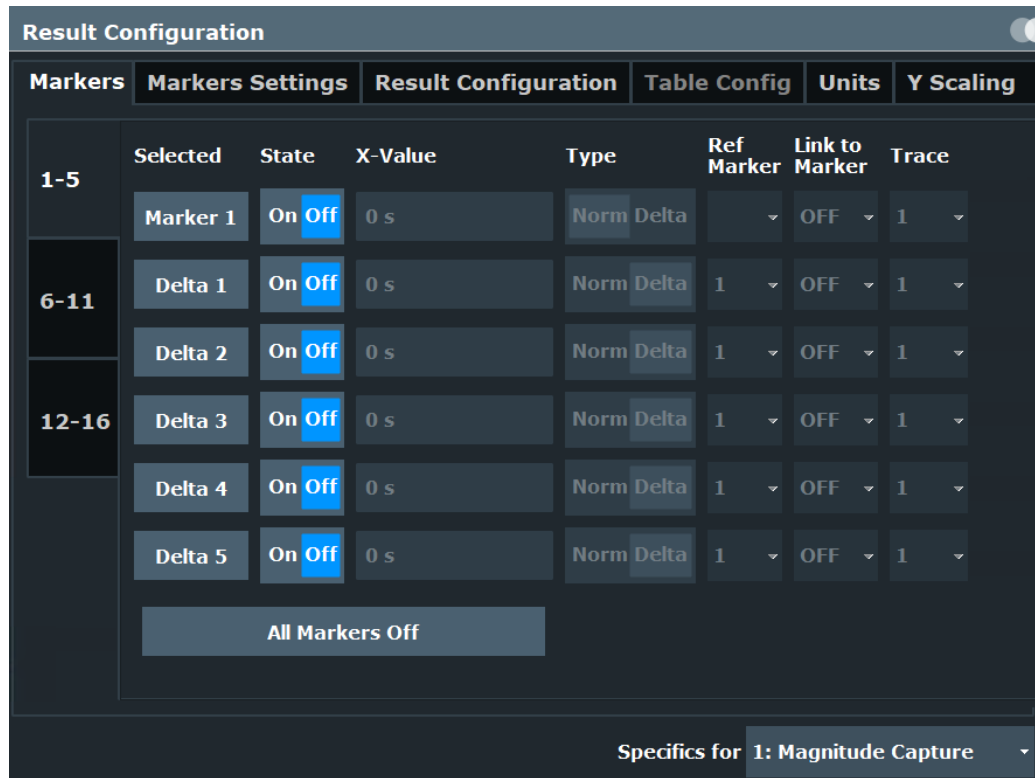 Result Configuration
Markers Markers Settings Result Configuration Table Config Units Y Scaling
1-5
6-11
12-16
Selected State X-Value Type Ref Marker Link to Marker Trace
Marker 1 On Off 0 s Norm Delta OFF 1
Delta 1 On Off 0 s Norm Delta 1 OFF 1
Delta 2 On Off 0 s Norm Delta 1 OFF 1
Delta 3 On Off 0 s Norm Delta 1 OFF 1
Delta 4 On Off 0 s Norm Delta 1 OFF 1
Delta 5 On Off 0 s Norm Delta 1 OFF 1
All Markers Off
Specifics for 1: Magnitude Capture